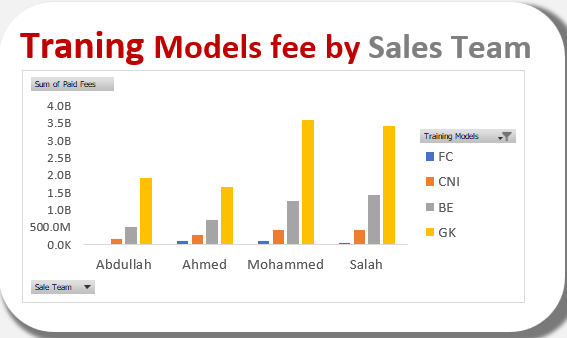 Traning Models fee by Sales Team
Sum of Paid Fees
4.0B
3.5B
3.0B
2.5B
2.0B
1.5B
1.0B
500.0M
0.0K
Abdullah Ahmed Mohammed Salah
Training Models
FC
CNI
BE
GK
Sale Team